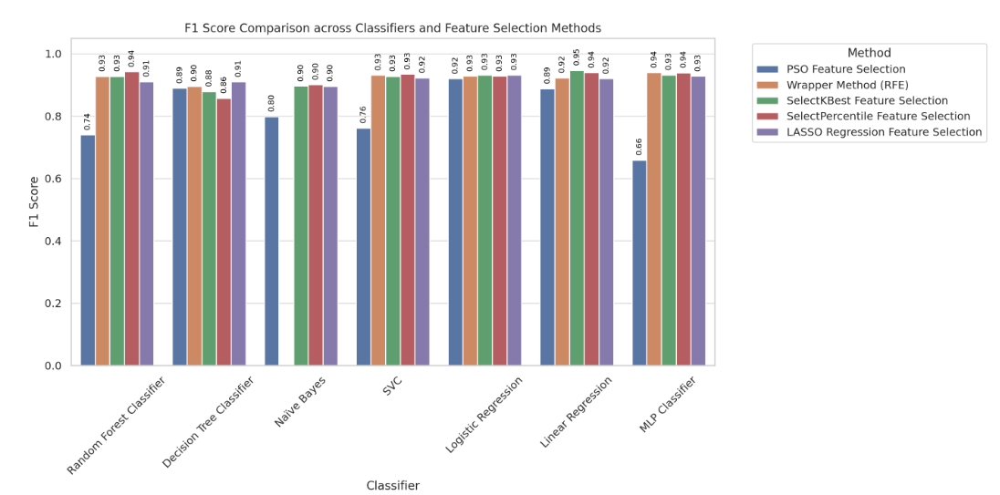 F1 Score Comparison across Classifiers and Feature Selection Methods
F1 Score
1.0
0.8
0.6
0.4
0.2
0.0
0.74 0.93 0.93 0.94 0.91
0.89 0.90 0.88 0.86 0.91
0.80 0.90 0.90 0.90
0.76 0.93 0.93 0.93 0.92
0.92 0.93 0.93 0.93 0.93
0.89 0.92 0.95 0.94 0.92
0.66 0.94 0.93 0.94 0.93
Random Forest Classifier
Decision Tree Classifier
Naïve Bayes
SVC
Logistic Regression
Linear Regression
MLP Classifier
Classifier
Method
PSO Feature Selection
Wrapper Method (RFE)
SelectKBest Feature Selection
SelectPercentile Feature Selection
LASSO Regression Feature Selection